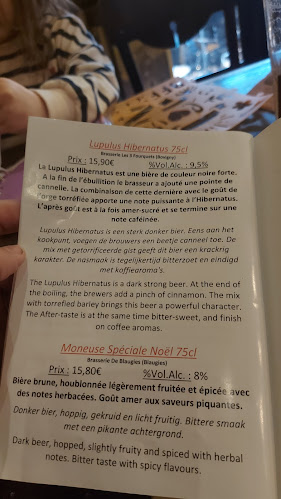 Lupulus Hibernatus 75cl
Brasserie Les 3 Fourquets (Bovigny)
Prix : 15,90€ %Vol.Alc. : 9,5%
Le Lupulus Hibernatus est une bière de couleur noire forte.
A la fin de l'ébullition le brasseur a ajouté une pointe de
cannelle. La combinaison de cette dernière avec le goût de
l'orge torréfiée apporte une note puissante à l'Hibernatus.
L'après goût est à la fois amer-sucré et se termine sur une
note caféinée.
Lupulus Hibernatus is een sterk donker bier. Eens aan het
kookpunt, voegen de brouwers een beetje canneel toe. De
mix met getorrificeerde gist geeft dit bier een krachtig
karakter. De nasmaak is tegelijkertijd bitterzoet en eindigd
met koffiearoma's.
The Lupulus Hibernatus is a dark strong beer. At the end of
the boiling, the brewers add a pinch of cinnamon. The mix
with torrefied barley brings this beer a powerful character.
The After-taste is at the same time bitter-sweet, and finish
on coffee aromas.
Moneuse Spéciale Noël 75cl
Brasserie De Blaugies (Blaugies)
Prix : 15,80€ %Vol.Alc. : 8%
Bière brune, houblonnée légèrement fruitée et épicée avec
des notes herbacées. Goût amer aux saveurs piquantes.
Donker bier, hoppig, gekruid en licht fruitig. Bittere smaak
met een pikante achtergrond.
Dark beer, hopped, slightly fruity and spiced with herbal
notes. Bitter taste with spicy flavours.